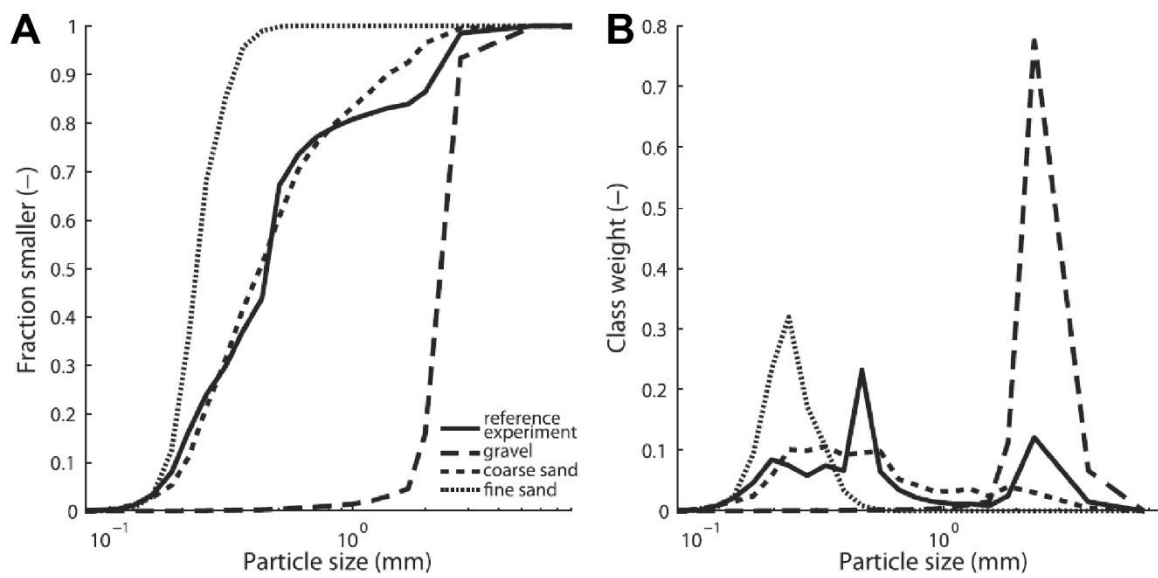 A
1
0.9
0.8
0.7
0.6
0.5
0.4
0.3
0.2
0.1
0
Fraction smaller (−)
reference
experiment
gravel
coarse sand
fine sand
10−1
100
Particle size (mm)
B
0.8
0.7
0.6
0.5
0.4
0.3
0.2
0.1
0
Class weight (−)
10−1
100
Particle size (mm)